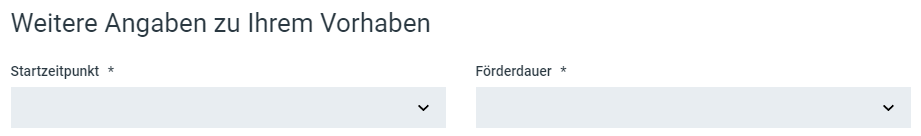 Weitere Angaben zu Ihrem Vorhaben
Startzeitpunkt * Förderdauer *